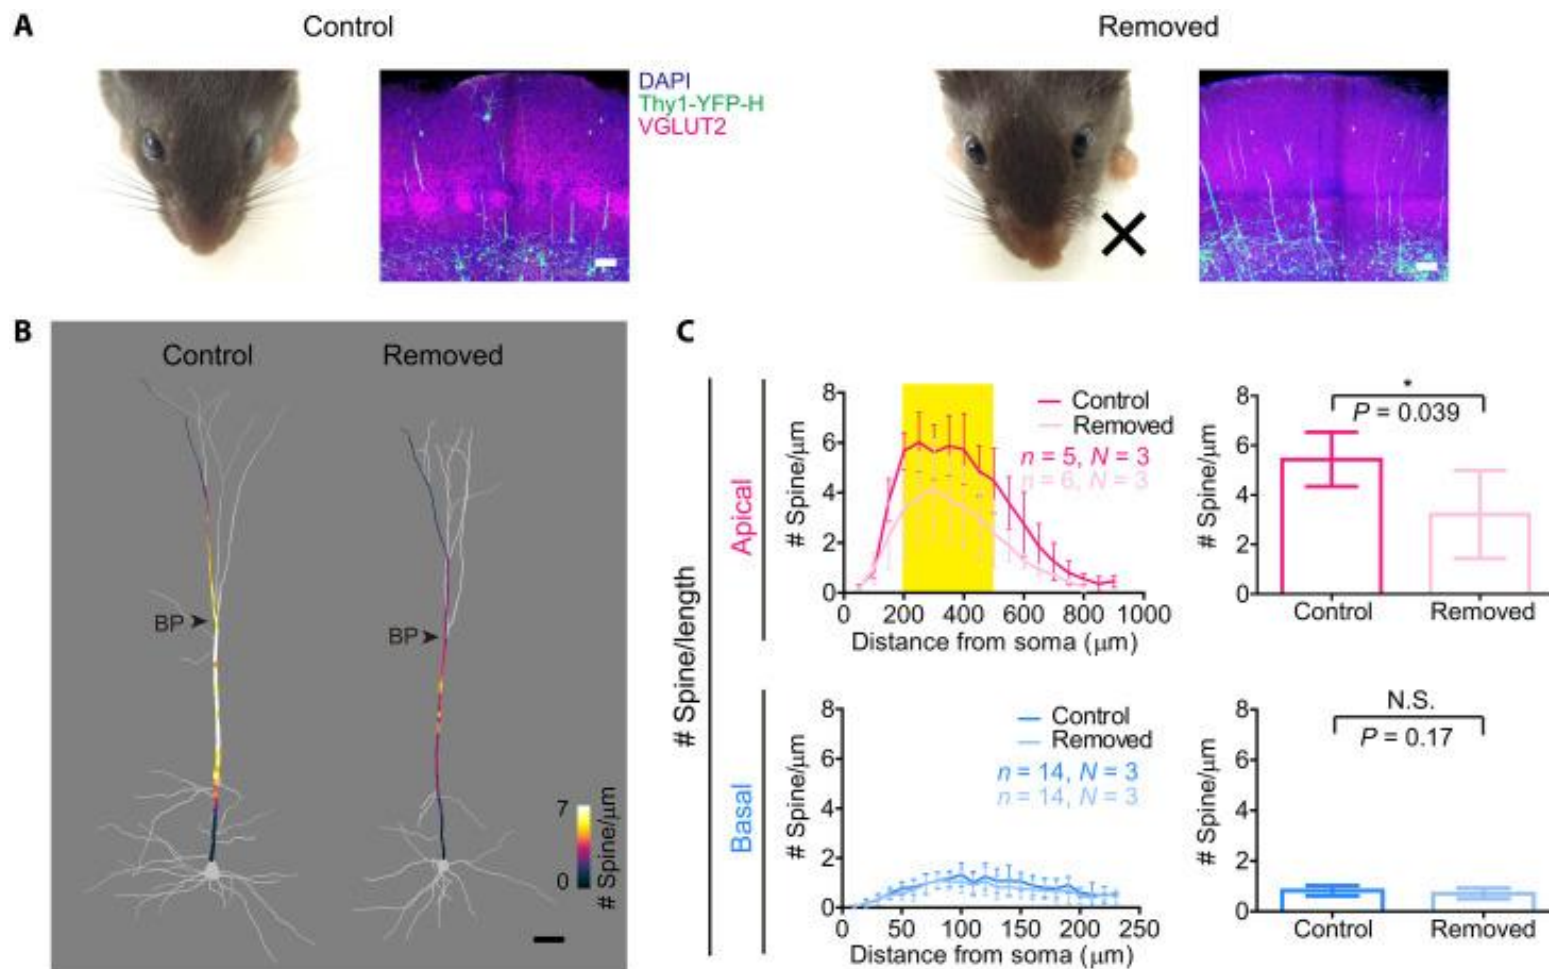 A
Control
Removed
DAPI
Thy1-YFP-H
VGLUT2
B
Control
Removed
BP
BP
7
0
# Spine/μm
C
# Spine/length
Apical
# Spine/μm
8
6
4
2
0
0 200 400 600 800 1000
Distance from soma (μm)
Control
Removed
n = 5, N = 3
n = 6, N = 3
# Spine/μm
8
6
4
2
0
*
P = 0.039
Control Removed
Basal
# Spine/μm
8
6
4
2
0
0 50 100 150 200 250
Distance from soma (μm)
Control
Removed
n = 14, N = 3
n = 14, N = 3
# Spine/μm
8
6
4
2
0
N.S.
P = 0.17
Control Removed